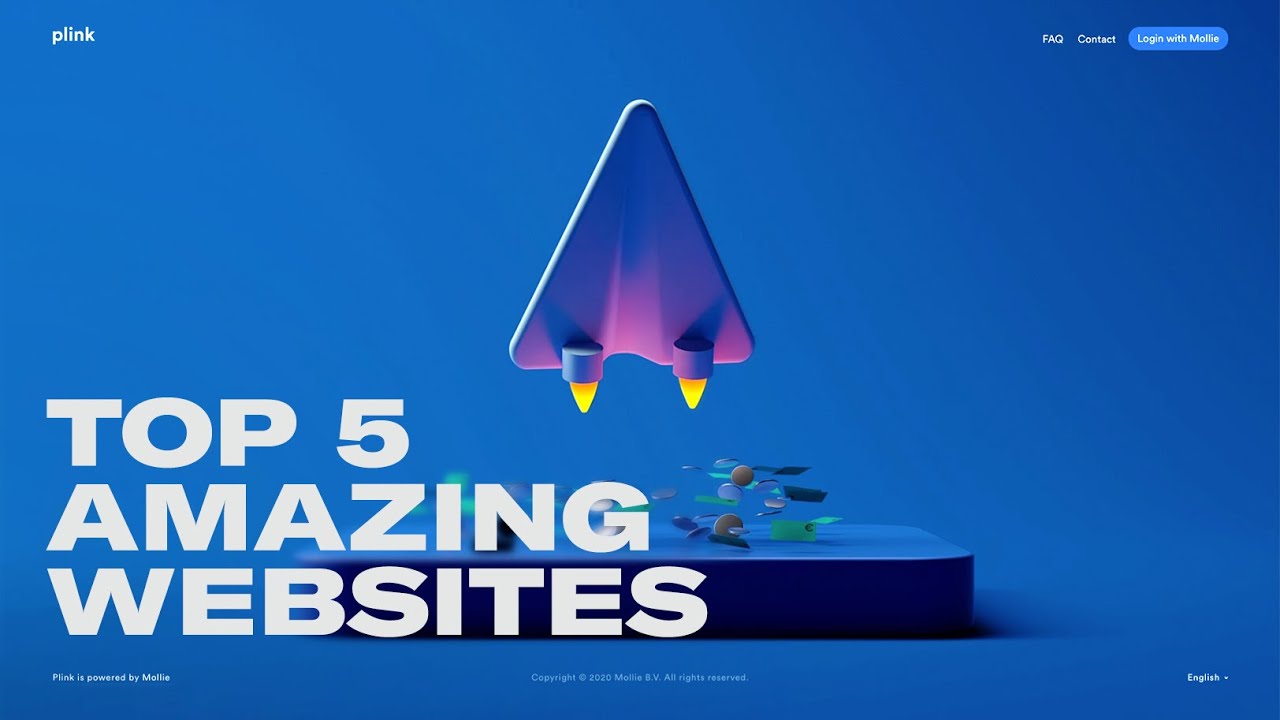 plink
FAQ Contact Login with Mollie
TOP 5
AMAZING
WEBSITES
Plink is powered by Mollie
Copyright © 2020 Mollie B.V. All rights reserved.
English